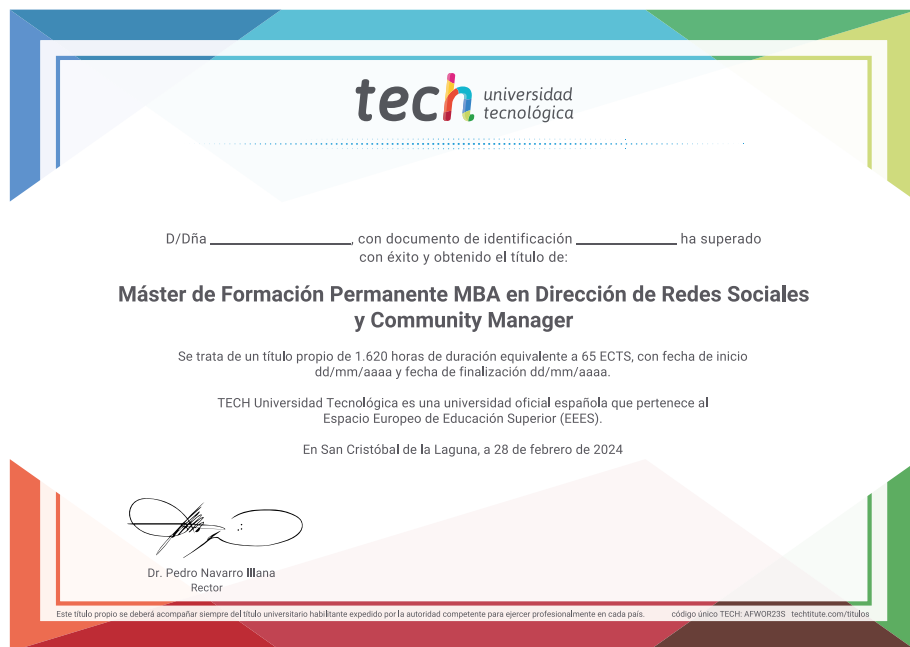 tech universidad
tecnológica
D/Dña ____________________, con documento de identificación ______________ ha superado
con éxito y obtenido el título de:
Máster de Formación Permanente MBA en Dirección de Redes Sociales
y Community Manager
Se trata de un título propio de 1.620 horas de duración equivalente a 65 ECTS, con fecha de inicio
dd/mm/aaaa y fecha de finalización dd/mm/aaaa.
TECH Universidad Tecnológica es una universidad oficial española que pertenece al
Espacio Europeo de Educación Superior (EEES).
En San Cristóbal de la Laguna, a 28 de febrero de 2024
Dr. Pedro Navarro Illana
Rector
Este título propio se deberá acompañar siempre del título universitario habilitante expedido por la autoridad competente para ejercer profesionalmente en cada país. código único TECH: AFWOR23S techtitute.com/titulos